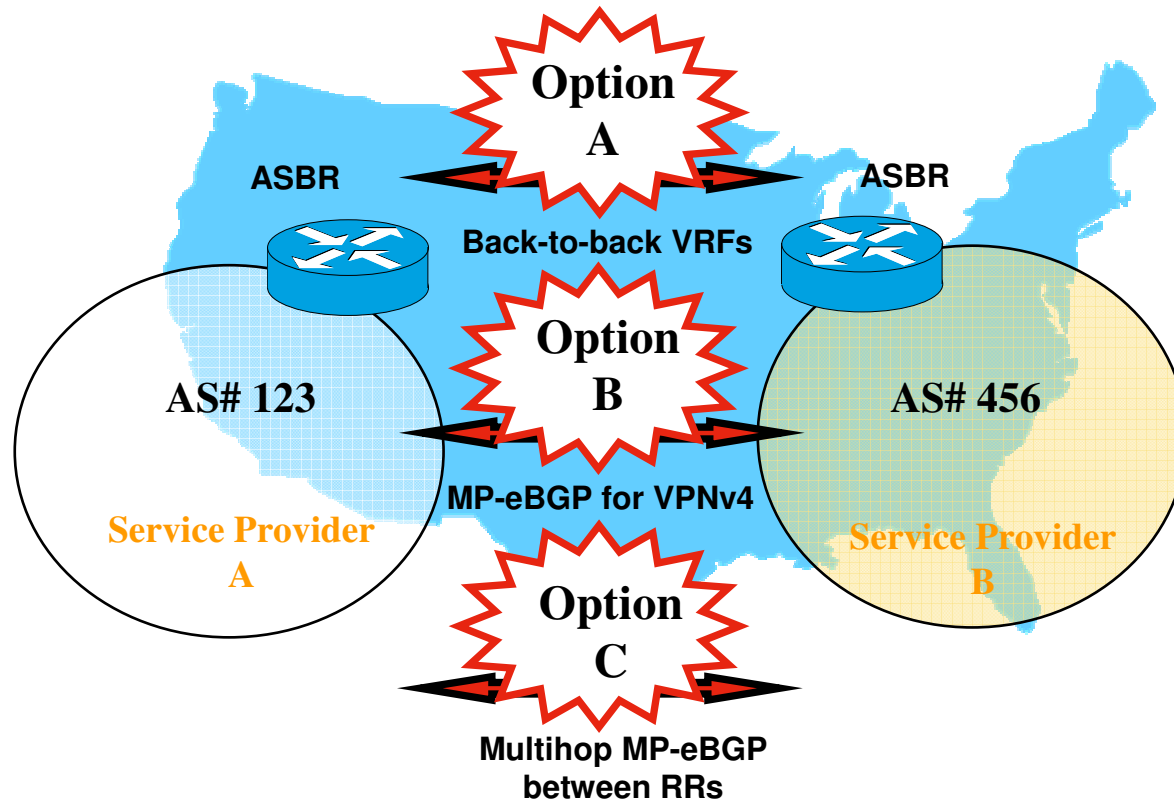 Option
A
ASBR
ASBR
Back-to-back VRFs
Option
B
AS# 123
AS# 456
MP-eBGP for VPNv4
Service Provider
A
Service Provider
B
Option
C
Multihop MP-eBGP
between RRs